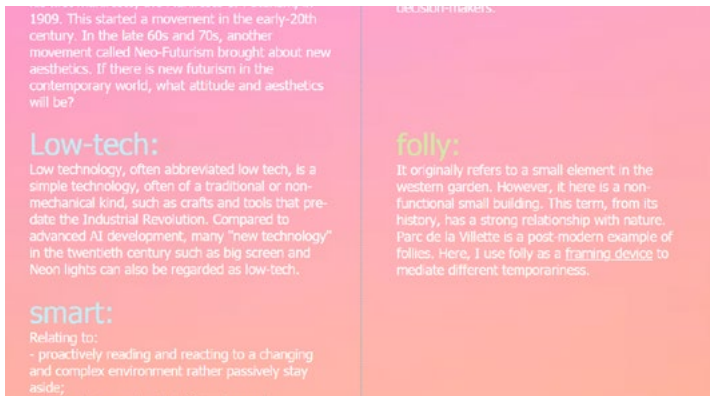 1909. This started a movement in the early-20th
century. In the late 60s and 70s, another
movement called Neo-Futurism brought about new
aesthetics. If there is new futurism in the
contemporary world, what attitude and aesthetics
will be?
Low-tech:
Low technology, often abbreviated low tech, is a
simple technology, often of a traditional or non-
mechanical kind, such as crafts and tools that pre-
date the Industrial Revolution. Compared to
advanced AI development, many "new technology"
in the twentieth century such as big screen and
Neon lights can also be regarded as low-tech.
smart:
Relating to:
- proactively reading and reacting to a changing
and complex environment rather passively stay
aside;
decision-makers.
folly:
It originally refers to a small element in the
western garden. However, it here is a non-
functional small building. This term, from its
history, has a strong relationship with nature.
Parc de la Villette is a post-modern example of
follies. Here, I use folly as a framing device to
mediate different temporariness.